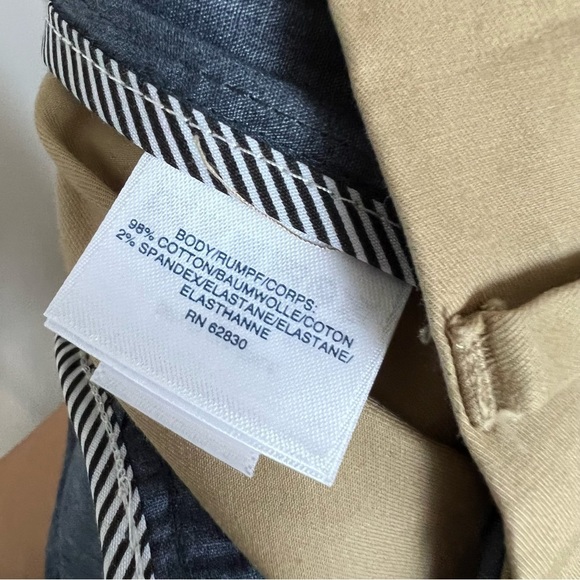 BODY/RUMPF/CORPS:
98% COTTON/BAUMWOLLE/COTON
2% SPANDEX/ELASTANE/ELASTANE/
ELASTHANNE
RN 62830